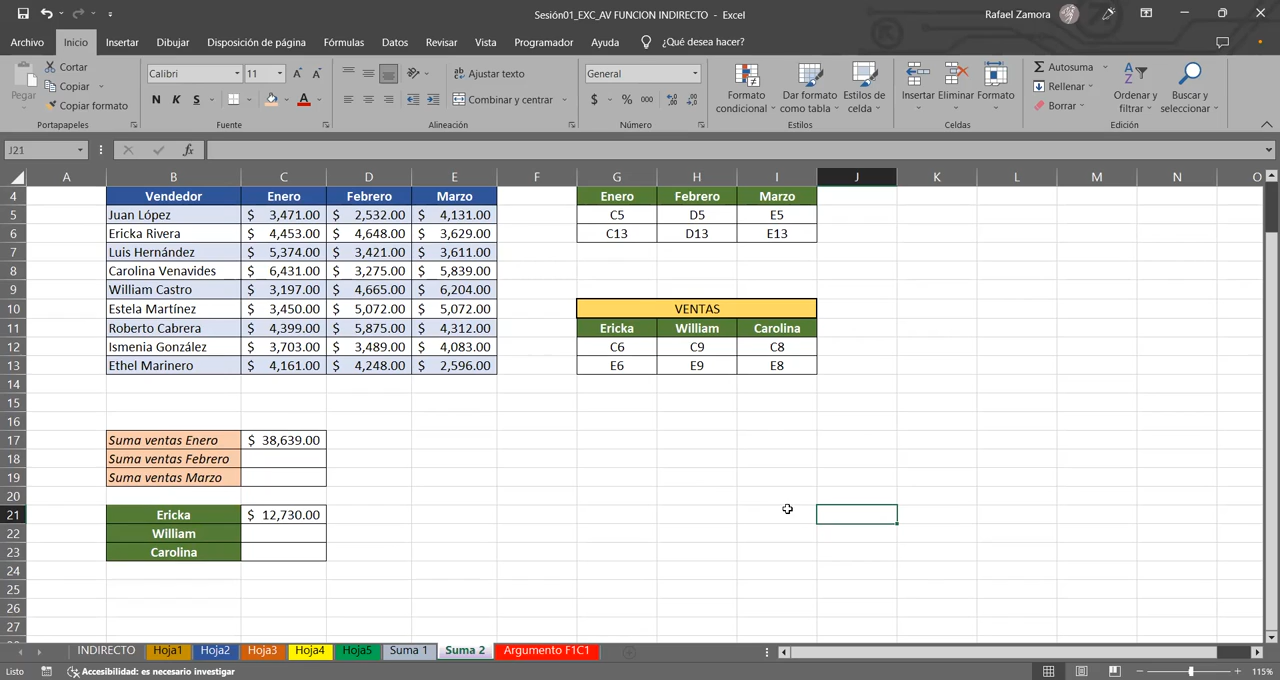 Sesión01_EXC_AV FUNCION INDIRECTO - Excel
Rafael Zamora
Archivo Inicio Insertar Dibujar Disposición de página Fórmulas Datos Revisar Vista Programador Ayuda ¿Qué desea hacer?
Pegar
Cortar
Copiar
Copiar formato
Portapapeles
Calibri 11
N K S
Fuente
Ajustar texto
Combinar y centrar
Alineación
General
$ % 000
Número
Formato condicional
Dar formato como tabla
Estilos de celda
Estilos
Insertar Eliminar Formato
Celdas
Autosuma
Rellenar
Borrar
Ordenar y filtrar
Buscar y seleccionar
Edición
J21 fx
A B C D E F G H I J K L M N O
4 Vendedor Enero Febrero Marzo Enero Febrero Marzo
5 Juan López $ 3,471.00 $ 2,532.00 $ 4,131.00 C5 D5 E5
6 Ericka Rivera $ 4,453.00 $ 4,648.00 $ 3,629.00 C13 D13 E13
7 Luis Hernández $ 5,374.00 $ 3,421.00 $ 3,611.00
8 Carolina Venavides $ 6,431.00 $ 3,275.00 $ 5,839.00
9 William Castro $ 3,197.00 $ 4,665.00 $ 6,204.00
10 Estela Martínez $ 3,450.00 $ 5,072.00 $ 5,072.00 VENTAS
11 Roberto Cabrera $ 4,399.00 $ 5,875.00 $ 4,312.00 Ericka William Carolina
12 Ismenia González $ 3,703.00 $ 3,489.00 $ 4,083.00 C6 C9 C8
13 Ethel Marinero $ 4,161.00 $ 4,248.00 $ 2,596.00 E6 E9 E8
14
15
16
17 Suma ventas Enero $ 38,639.00
18 Suma ventas Febrero
19 Suma ventas Marzo
20
21 Ericka $ 12,730.00
22 William
23 Carolina
24
25
26
27
INDIRECTO Hoja1 Hoja2 Hoja3 Hoja4 Hoja5 Suma 1 Suma 2 Argumento F1C1
Listo Accesibilidad: es necesario investigar 115%